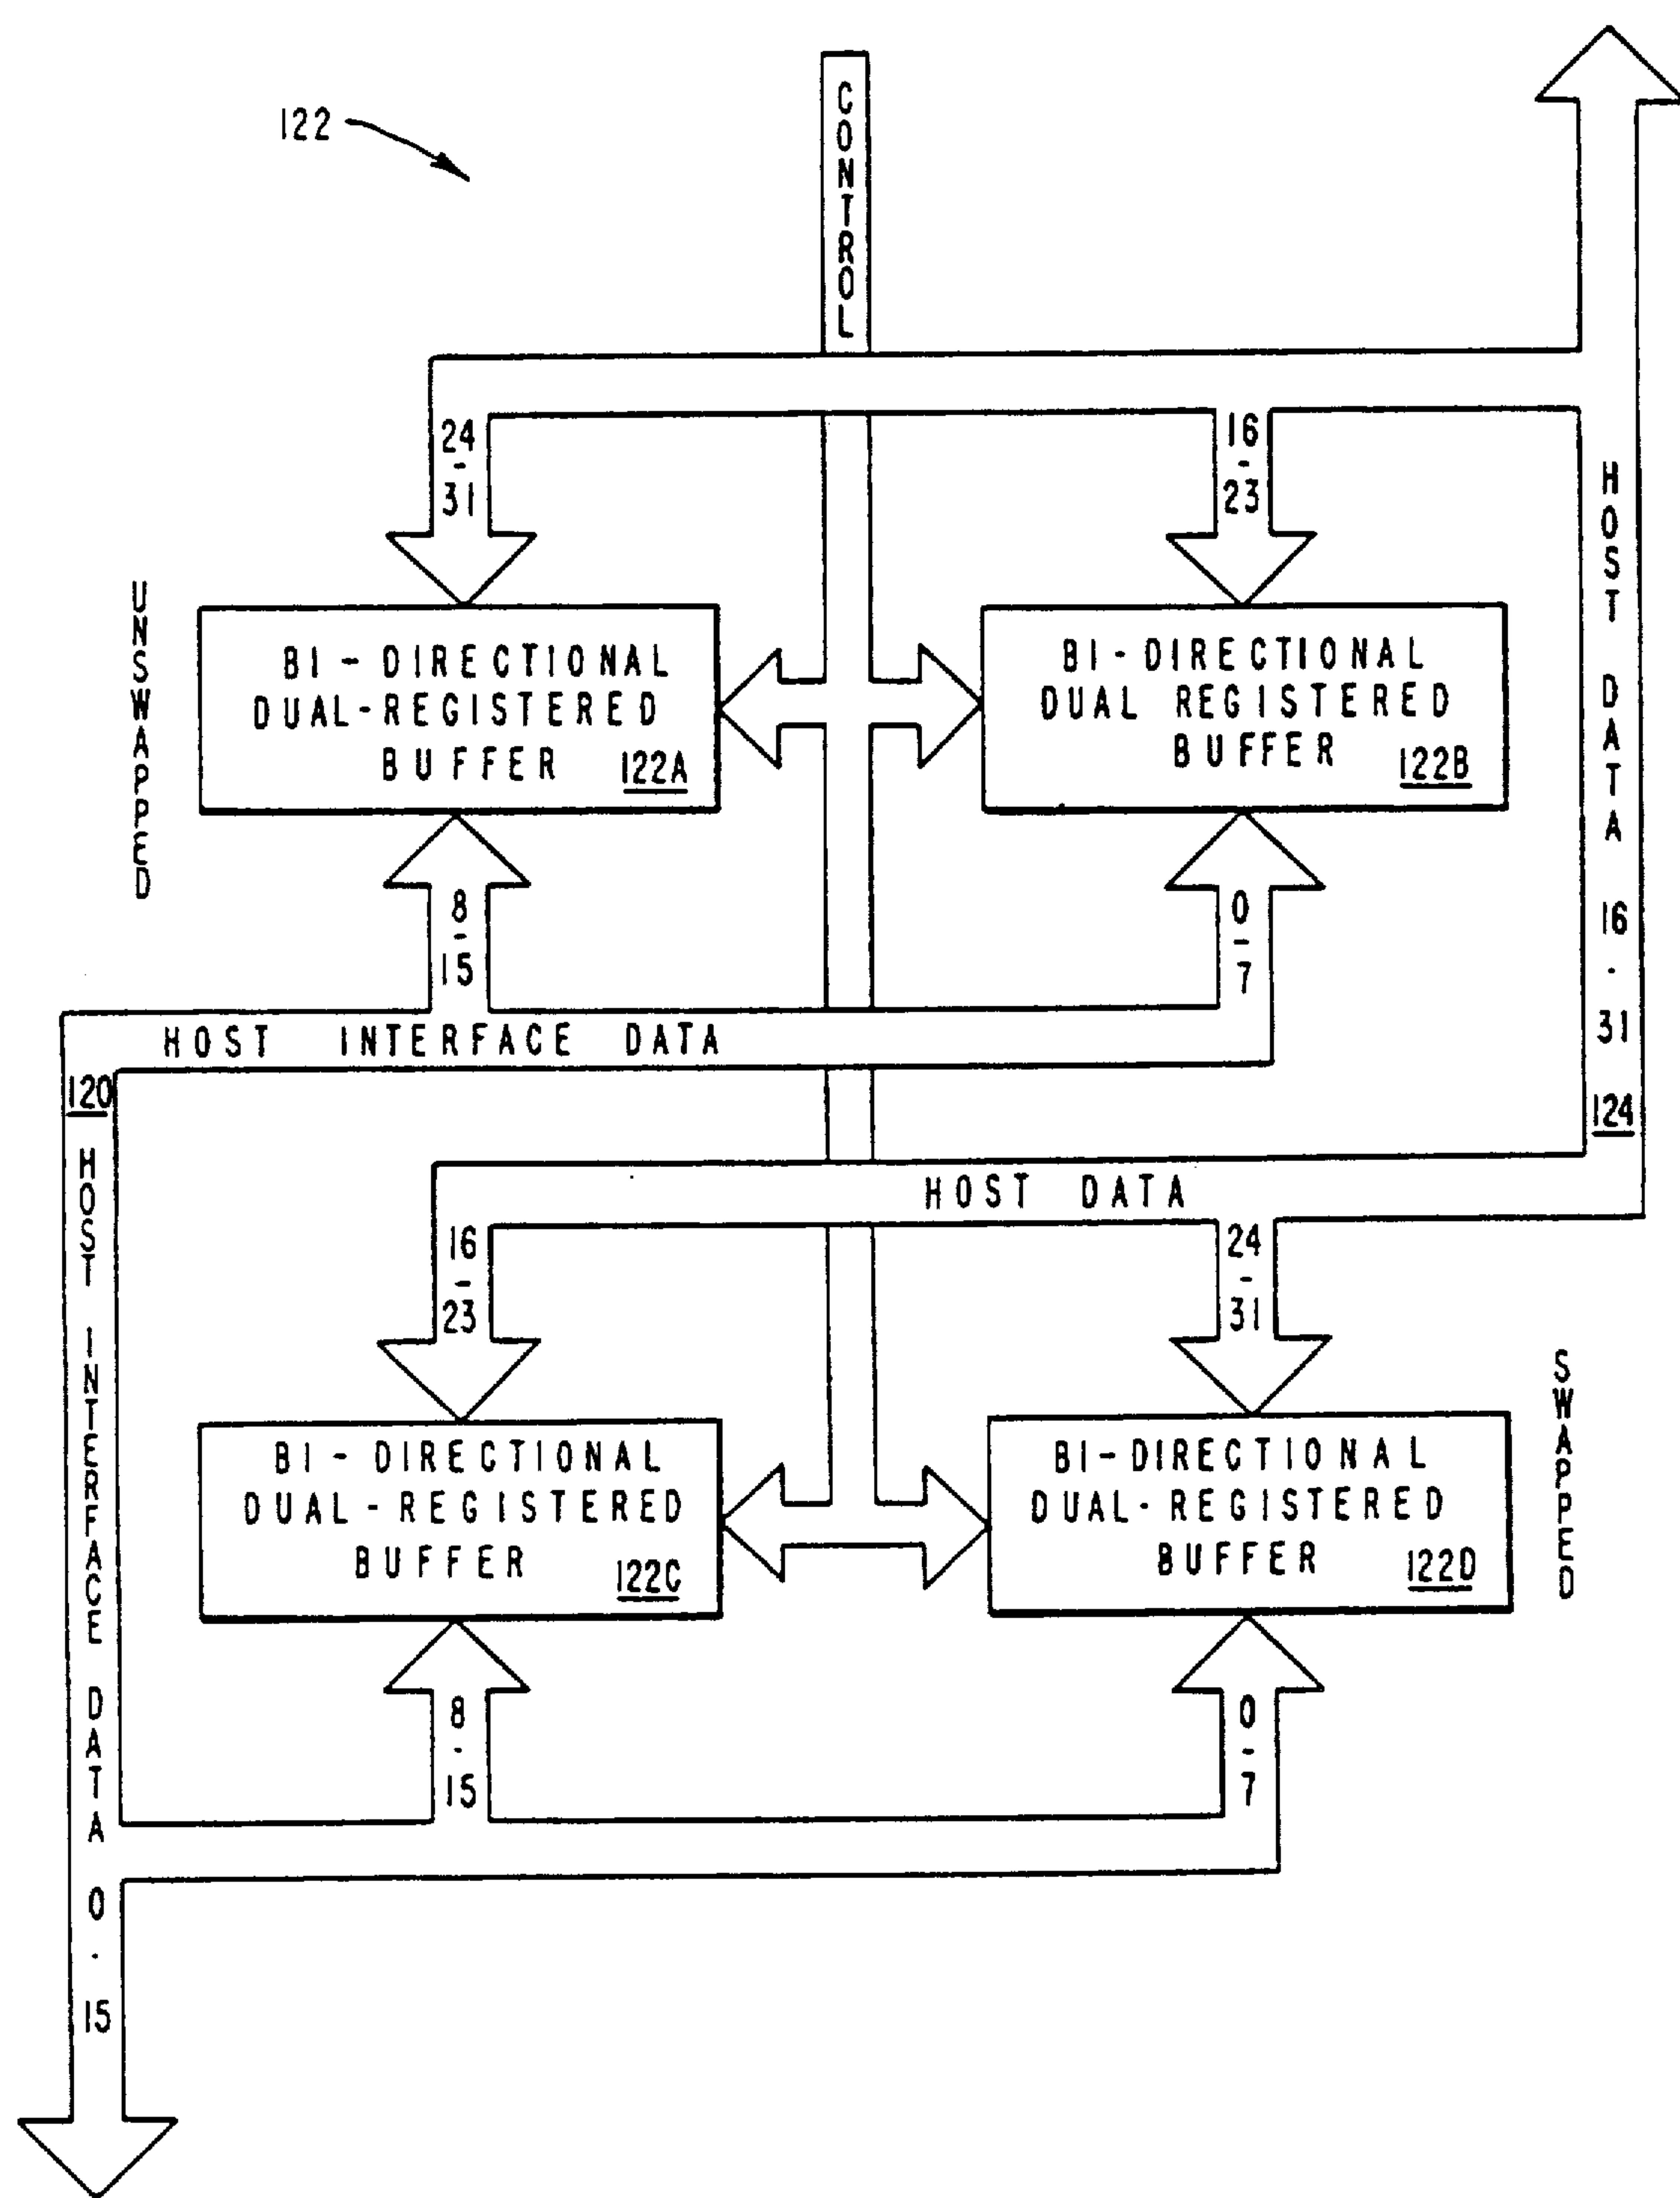 122
CONTROL
24
-
31
16
-
23
UNSWAPPED
BI-DIRECTIONAL
DUAL-REGISTERED
BUFFER 122A
BI-DIRECTIONAL
DUAL REGISTERED
BUFFER 122B
HOST DATA 16-31
124
8
-
15
0
-
7
HOST INTERFACE DATA
120
HOST INTERFACE DATA 0-15
HOST DATA
16
-
23
24
-
31
SWAPPED
BI-DIRECTIONAL
DUAL-REGISTERED
BUFFER 122C
BI-DIRECTIONAL
DUAL-REGISTERED
BUFFER 122D
8
-
15
0
-
7